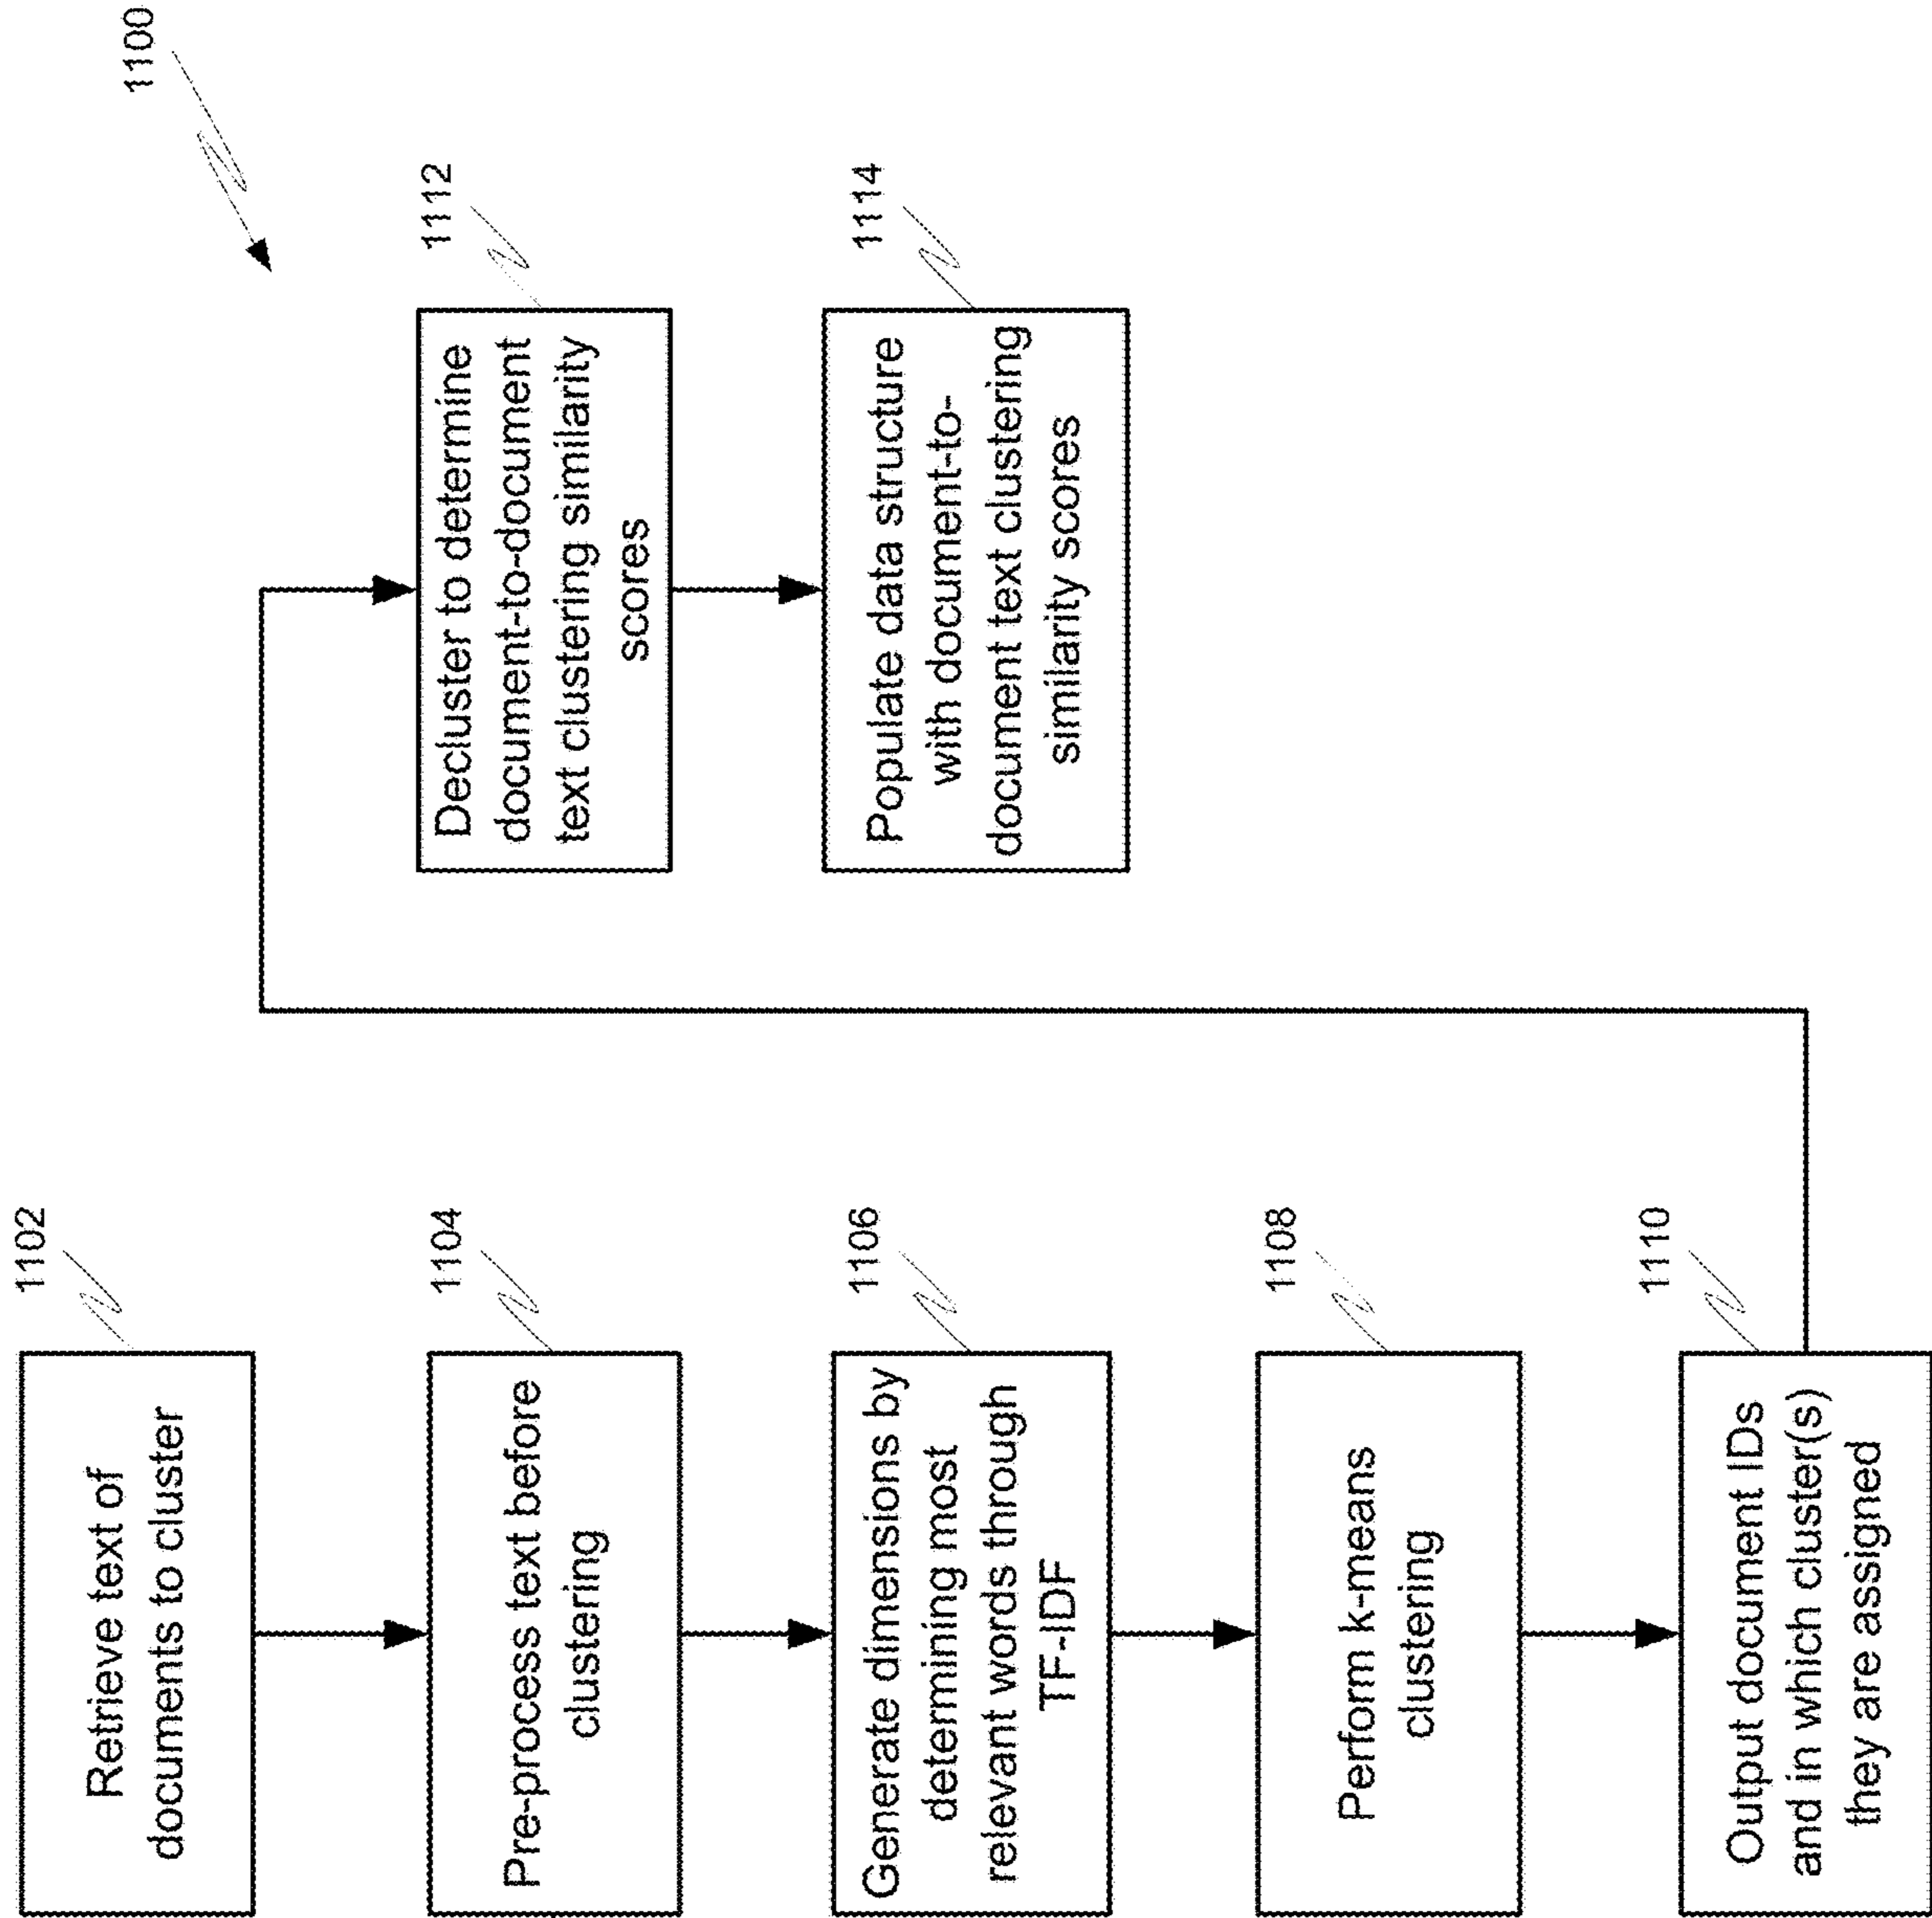 1100
1102
Retrieve text of
documents to cluster
1104
Pre-process text before
clustering
1106
Generate dimensions by
determining most
relevant words through
TF-IDF
1108
Perform k-means
clustering
1110
Output document IDs
and in which cluster(s)
they are assigned
1112
Decluster to determine
document-to-document
text clustering similarity
scores
1114
Populate data structure
with document-to-
document text clustering
similarity scores